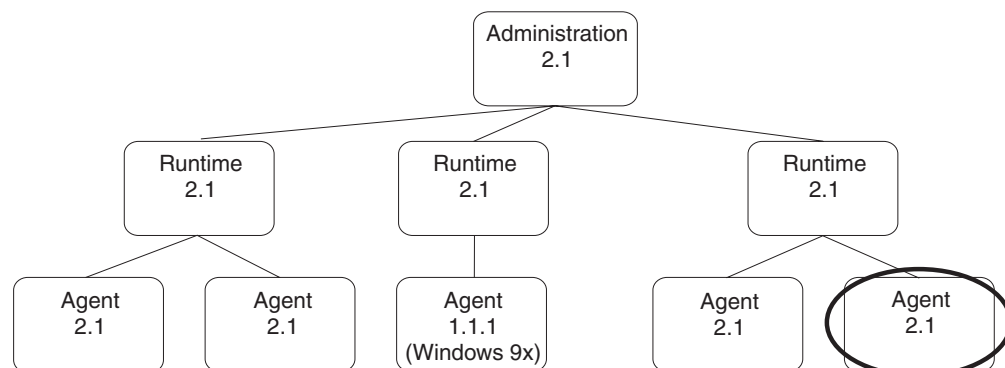 Administration
2.1
Runtime
2.1
Runtime
2.1
Runtime
2.1
Agent
2.1
Agent
2.1
Agent
1.1.1
(Windows 9x)
Agent
2.1
Agent
2.1